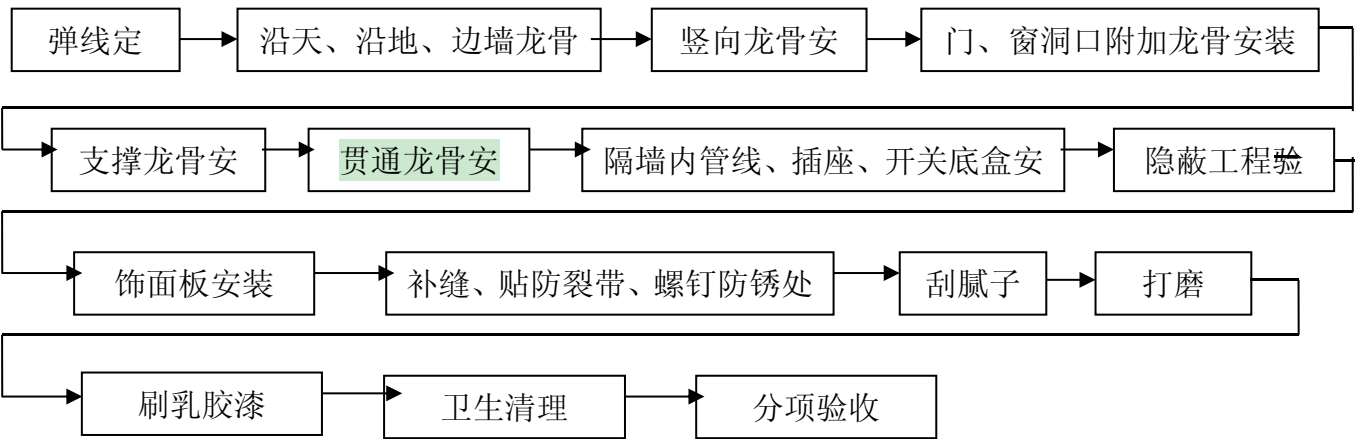 弹线定
沿天、沿地、边墙龙骨
竖向龙骨安
门、窗洞口附加龙骨安装
支撑龙骨安
贯通龙骨安
隔墙内管线、插座、开关底盒安
隐蔽工程验
饰面板安装
补缝、贴防裂带、螺钉防锈处
刮腻子
打磨
刷乳胶漆
卫生清理
分项验收